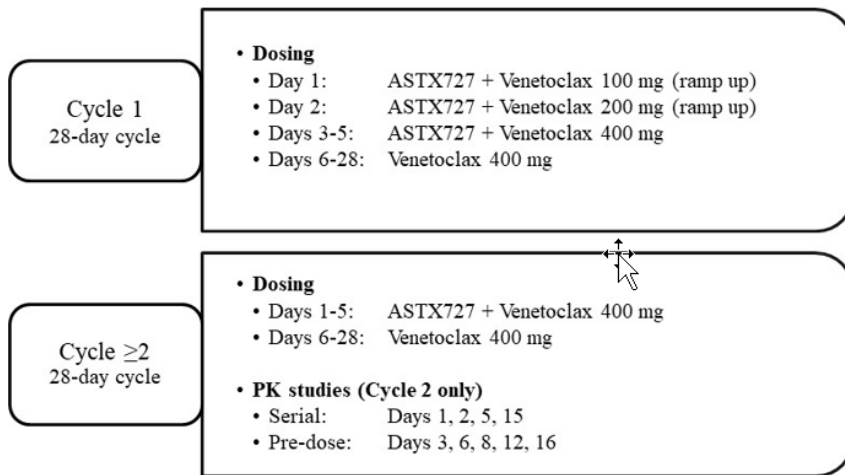 Cycle 1
28-day cycle
• Dosing
• Day 1: ASTX727 + Venetoclax 100 mg (ramp up)
• Day 2: ASTX727 + Venetoclax 200 mg (ramp up)
• Days 3-5: ASTX727 + Venetoclax 400 mg
• Days 6-28: Venetoclax 400 mg
Cycle ≥2
28-day cycle
• Dosing
• Days 1-5: ASTX727 + Venetoclax 400 mg
• Days 6-28: Venetoclax 400 mg
• PK studies (Cycle 2 only)
• Serial: Days 1, 2, 5, 15
• Pre-dose: Days 3, 6, 8, 12, 16